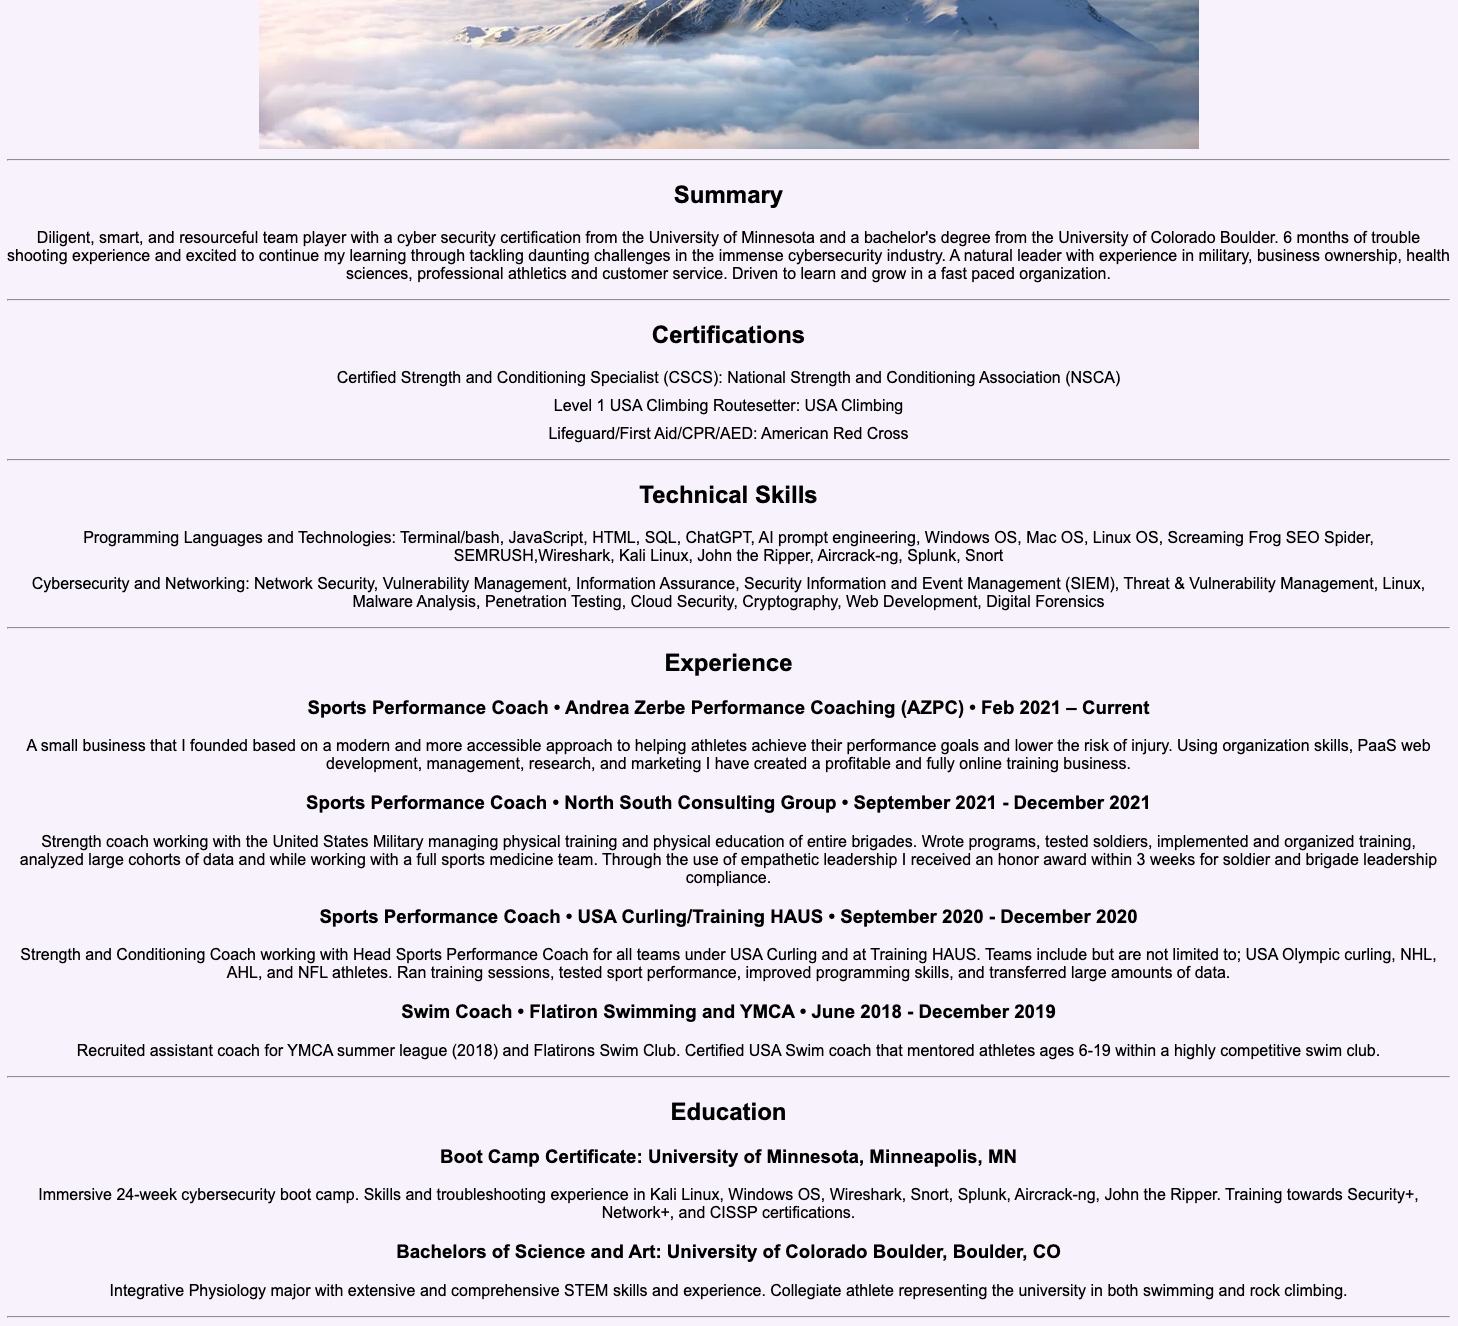 Summary
Diligent, smart, and resourceful team player with a cyber security certification from the University of Minnesota and a bachelor's degree from the University of Colorado Boulder. 6 months of trouble
shooting experience and excited to continue my learning through tackling daunting challenges in the immense cybersecurity industry. A natural leader with experience in military, business ownership, health
sciences, professional athletics and customer service. Driven to learn and grow in a fast paced organization.
Certifications
Certified Strength and Conditioning Specialist (CSCS): National Strength and Conditioning Association (NSCA)
Level 1 USA Climbing Routesetter: USA Climbing
Lifeguard/First Aid/CPR/AED: American Red Cross
Technical Skills
Programming Languages and Technologies: Terminal/bash, JavaScript, HTML, SQL, ChatGPT, AI prompt engineering, Windows OS, Mac OS, Linux OS, Screaming Frog SEO Spider,
SEMRUSH,Wireshark, Kali Linux, John the Ripper, Aircrack-ng, Splunk, Snort
Cybersecurity and Networking: Network Security, Vulnerability Management, Information Assurance, Security Information and Event Management (SIEM), Threat & Vulnerability Management, Linux,
Malware Analysis, Penetration Testing, Cloud Security, Cryptography, Web Development, Digital Forensics
Experience
Sports Performance Coach • Andrea Zerbe Performance Coaching (AZPC) • Feb 2021 – Current
A small business that I founded based on a modern and more accessible approach to helping athletes achieve their performance goals and lower the risk of injury. Using organization skills, PaaS web
development, management, research, and marketing I have created a profitable and fully online training business.
Sports Performance Coach • North South Consulting Group • September 2021 - December 2021
Strength coach working with the United States Military managing physical training and physical education of entire brigades. Wrote programs, tested soldiers, implemented and organized training,
analyzed large cohorts of data and while working with a full sports medicine team. Through the use of empathetic leadership I received an honor award within 3 weeks for soldier and brigade leadership
compliance.
Sports Performance Coach • USA Curling/Training HAUS • September 2020 - December 2020
Strength and Conditioning Coach working with Head Sports Performance Coach for all teams under USA Curling and at Training HAUS. Teams include but are not limited to; USA Olympic curling, NHL,
AHL, and NFL athletes. Ran training sessions, tested sport performance, improved programming skills, and transferred large amounts of data.
Swim Coach • Flatiron Swimming and YMCA • June 2018 - December 2019
Recruited assistant coach for YMCA summer league (2018) and Flatirons Swim Club. Certified USA Swim coach that mentored athletes ages 6-19 within a highly competitive swim club.
Education
Boot Camp Certificate: University of Minnesota, Minneapolis, MN
Immersive 24-week cybersecurity boot camp. Skills and troubleshooting experience in Kali Linux, Windows OS, Wireshark, Snort, Splunk, Aircrack-ng, John the Ripper. Training towards Security+,
Network+, and CISSP certifications.
Bachelors of Science and Art: University of Colorado Boulder, Boulder, CO
Integrative Physiology major with extensive and comprehensive STEM skills and experience. Collegiate athlete representing the university in both swimming and rock climbing.